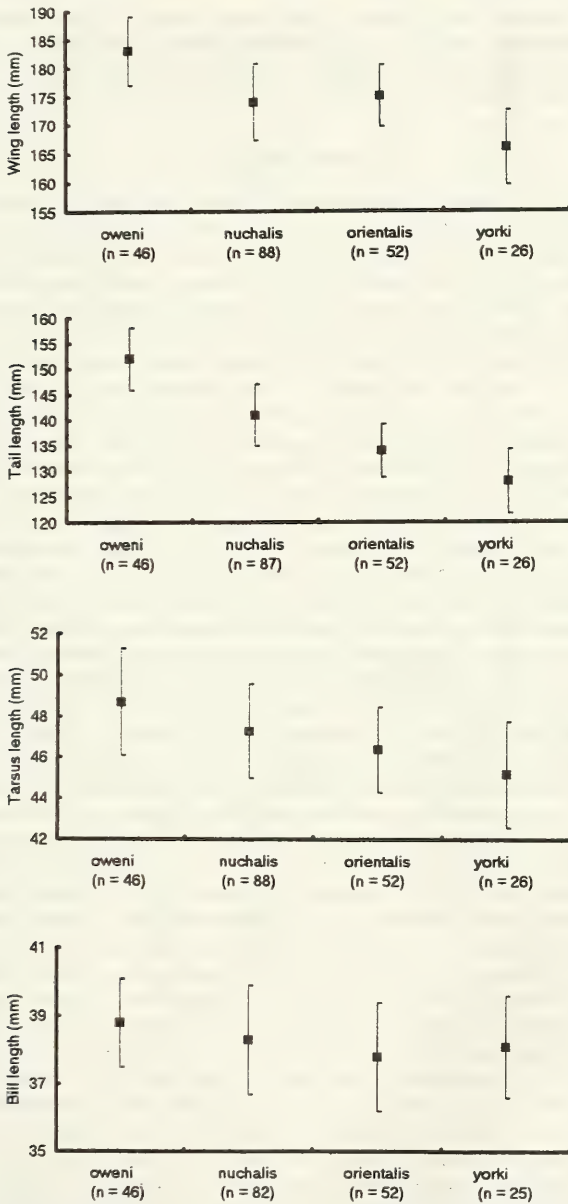 190
185
180
175
170
165
160
155
Wing length (mm)
oweni nuchalis orientalis yorki
(n = 46) (n = 88) (n = 52) (n = 26)
160
155
150
145
140
135
130
125
120
Tail length (mm)
oweni nuchalis orientalis yorki
(n = 46) (n = 87) (n = 52) (n = 26)
52
50
48
46
44
42
Tarsus length (mm)
oweni nuchalis orientalis yorki
(n = 46) (n = 88) (n = 52) (n = 26)
41
39
37
35
Bill length (mm)
oweni nuchalis orientalis yorki
(n = 46) (n = 82) (n = 52) (n = 25)